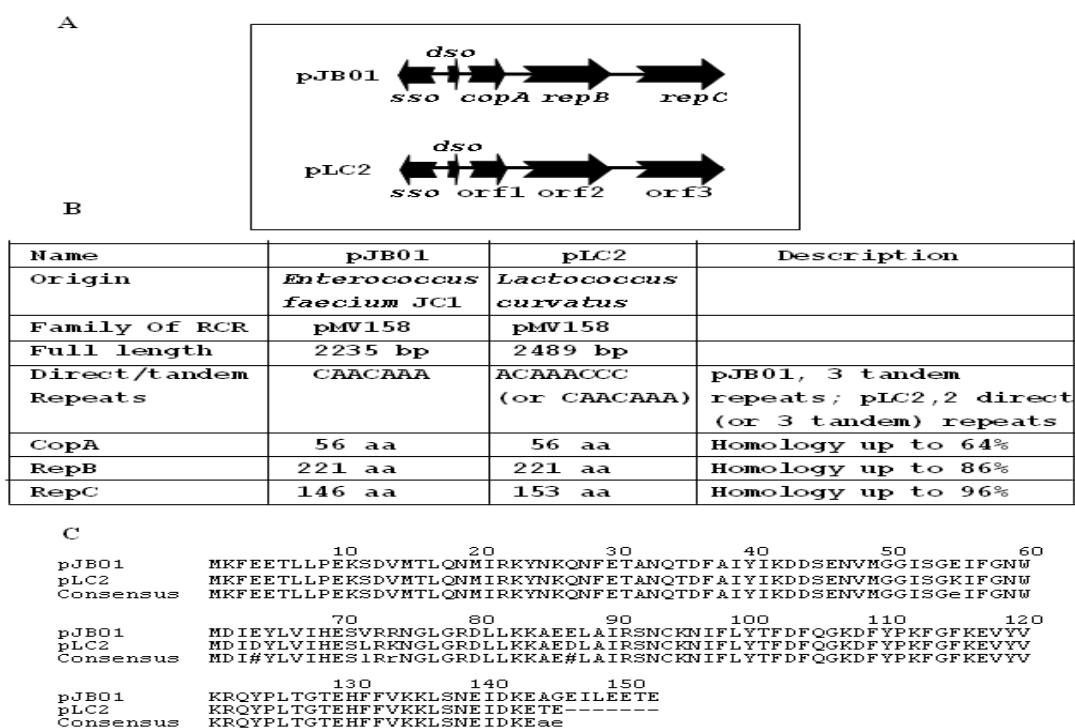 A
dso
pJB01
sso copA repB repC
dso
pLC2
sso orf1 orf2 orf3
B
Name pJB01 pLC2 Description
Origin Enterococcus Lactococcus
faecium JC1 curvatus
Family Of RCR pMV158 pMV158
Full length 2235 bp 2489 bp
Direct/tandem CAACAAA ACAAACCC pJB01, 3 tandem
Repeats (or CAACAAA) repeats; pLC2,2 direct
(or 3 tandem) repeats
CopA 56 aa 56 aa Homology up to 64%
RepB 221 aa 221 aa Homology up to 86%
RepC 146 aa 153 aa Homology up to 96%
C
10 20 30 40 50 60
pJB01 MKFEETLLPEKSDVMTLQNMIRKYNKQNFETANQTDFAIYIKDDSENVMGGISGEIFGNW
pLC2 MKFEETLLPEKSDVMTLQNMIRKYNKQNFETANQTDFAIYIKDDSENVMGGISGKIFGNW
Consensus MKFEETLLPEKSDVMTLQNMIRKYNKQNFETANQTDFAIYIKDDSENVMGGISGeIFGNW
70 80 90 100 110 120
pJB01 MDIEYLVIHESVRRNGLGRDLLKKAEELAIRSNCKNIFLYTFDFQGKDFYPKFGFKEVYV
pLC2 MDIDYLVIHESLRKNGLGRDLLKKAEDLAIRSNCKNIFLYTFDFQGKDFYPKFGFKEVYV
Consensus MDI#YLVIHESlRrNGLGRDLLKKAE#LAIRSNCKNIFLYTFDFQGKDFYPKFGFKEVYV
130 140 150
pJB01 KRQYPLTGTEHFFVKKLSNEIDKEAGEILEETE
pLC2 KRQYPLTGTEHFFVKKLSNEIDKETE-------
Consensus KRQYPLTGTEHFFVKKLSNEIDKEae